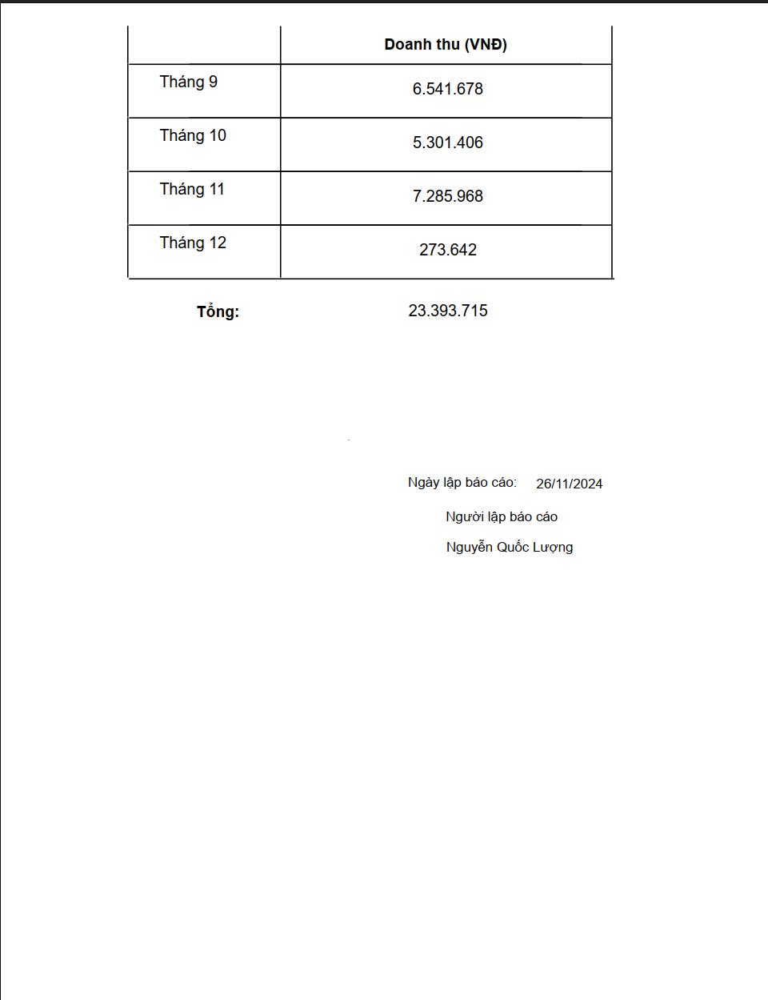 Doanh thu (VNĐ)
Tháng 9 6.541.678
Tháng 10 5.301.406
Tháng 11 7.285.968
Tháng 12 273.642
Tổng: 23.393.715
Ngày lập báo cáo: 26/11/2024
Người lập báo cáo
Nguyễn Quốc Lượng